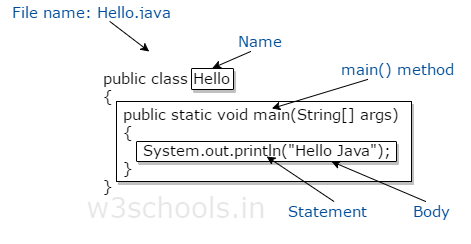 File name: Hello.java
Name
main() method
public class Hello
{
public static void main(String[] args)
{
System.out.println("Hello Java");
}
}
w3schools.in
Statement
Body